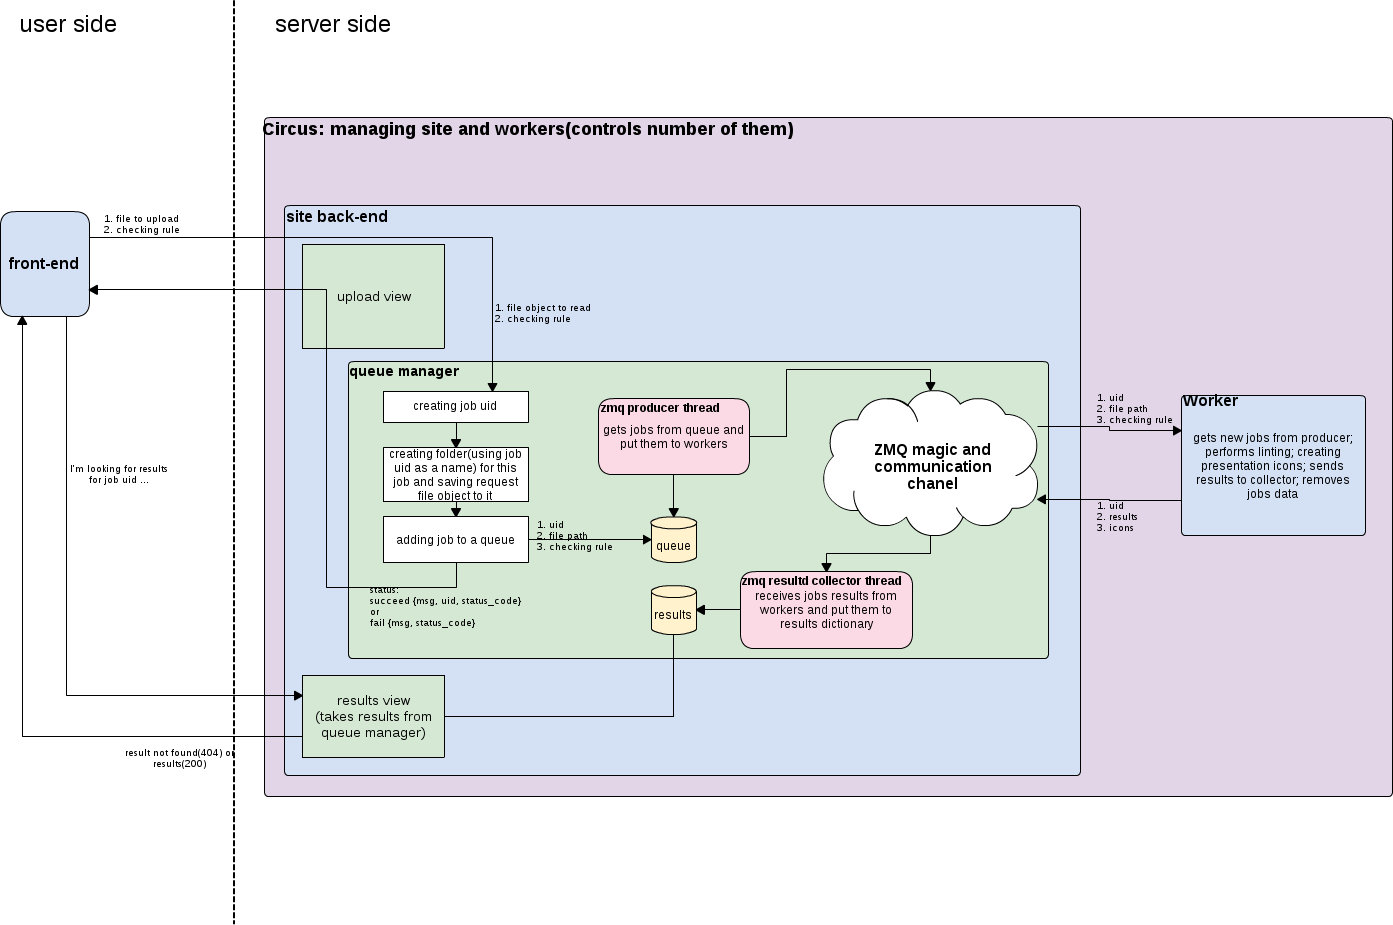 user side
server side
Circus: managing site and workers(controls number of them)
site back-end
1. file to upload
2. checking rule
front-end
upload view
1. file object to read
2. checking rule
queue manager
creating job uid
creating folder(using job
uid as a name) for this
job and saving request
file object to it
adding job to a queue
1. uid
2. file path
3. checking rule
status:
succeed {msg, uid, status_code}
or
fail {msg, status_code}
zmq producer thread
gets jobs from queue and
put them to workers
queue
results
ZMQ magic and
communication
chanel
zmq resultd collector thread
receives jobs results from
workers and put them to
results dictionary
1. uid
2. file path
3. checking rule
Worker
gets new jobs from producer;
performs linting; creating
presentation icons; sends
results to collector; removes
jobs data
1. uid
2. results
3. icons
I'm looking for results
for job uid ...
results view
(takes results from
queue manager)
result not found(404) or
results(200)